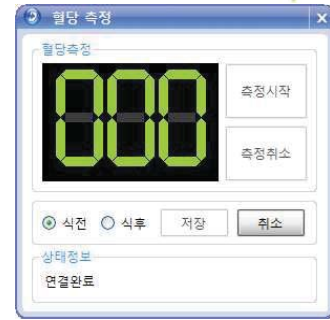 혈당 측정
혈당측정
000
측정시작
측정취소
식전 식후 저장 취소
상태정보
연결완료